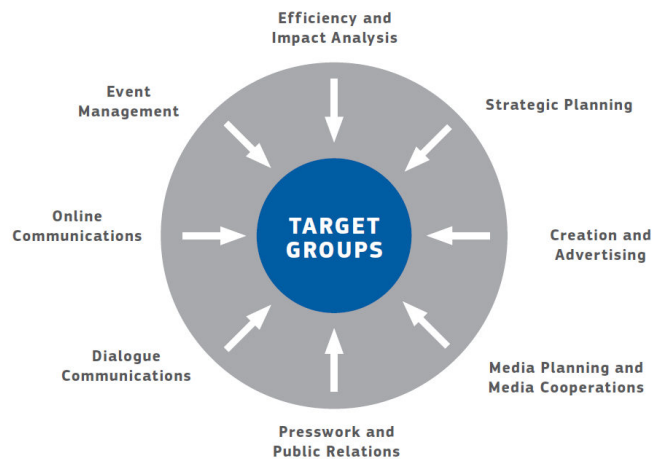 Efficiency and
Impact Analysis
Event
Management
Strategic Planning
Online
Communications
TARGET
GROUPS
Creation and
Advertising
Dialogue
Communications
Media Planning and
Media Cooperations
Presswork and
Public Relations